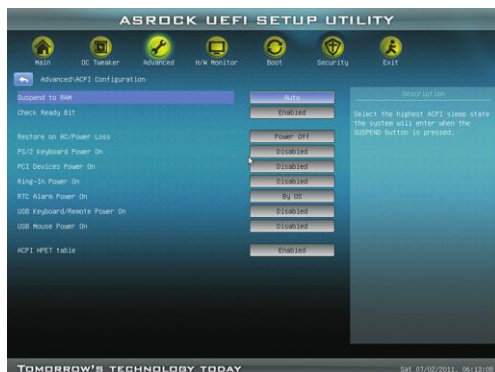 ASROCK UEFI SETUP UTILITY
Main OC Tweaker Advanced H/W Monitor Boot Security Exit
Advanced\ACPI Configuration
Description
Suspend to RAM Auto
Check Ready Bit Enabled
Select the highest ACPI sleep state
the system will enter when the
SUSPEND button is pressed.
Restore on AC/Power Loss Power Off
PS/2 Keyboard Power On Disabled
PCI Devices Power On Disabled
Ring-In Power On Disabled
RTC Alarm Power On By OS
USB Keyboard/Remote Power On Disabled
USB Mouse Power On Disabled
ACPI HPET table Enabled
TOMORROW'S TECHNOLOGY TODAY
Sat 07/02/2011, 06:13:08